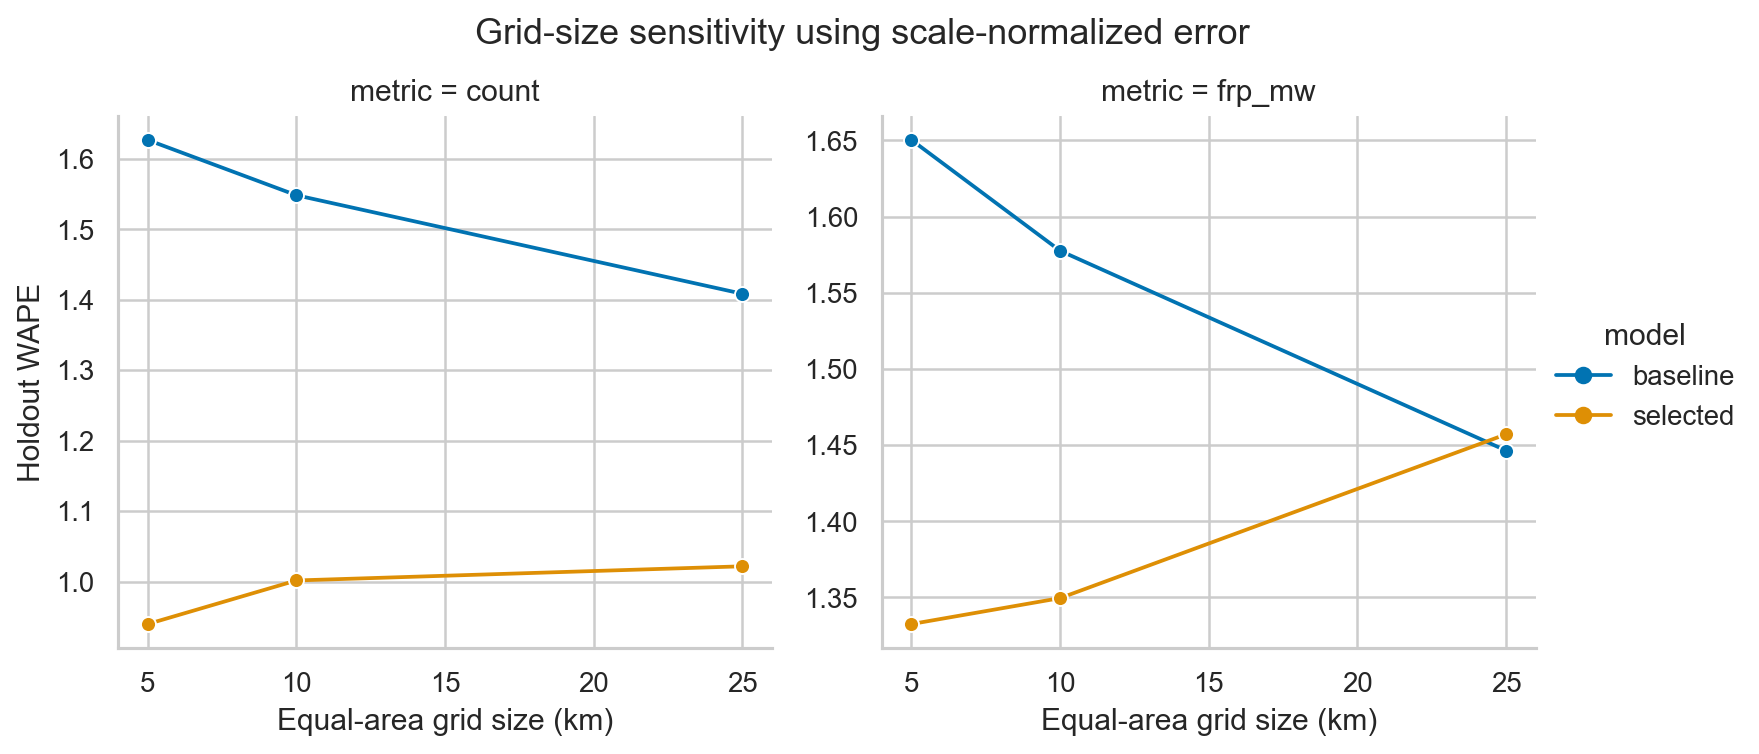 Grid-size sensitivity using scale-normalized error
metric = count
metric = frp_mw
Holdout WAPE
1.6
1.5
1.4
1.3
1.2
1.1
1.0
5
10
15
20
25
Equal-area grid size (km)
1.65
1.60
1.55
1.50
1.45
1.40
1.35
5
10
15
20
25
Equal-area grid size (km)
model
baseline
selected